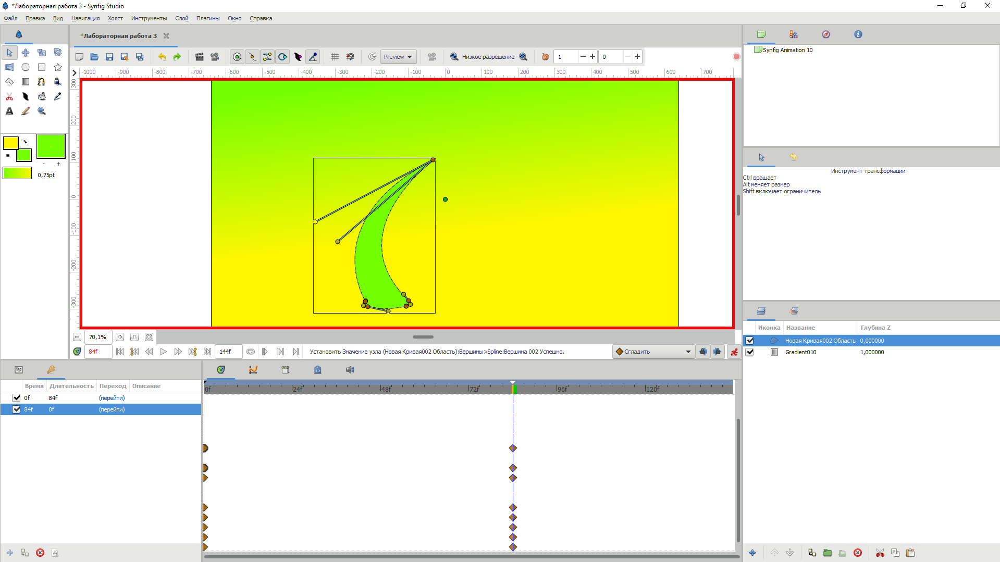 *Лабораторная работа 3 - Synfig Studio
Файл Правка Вид Навигация Холст Инструменты Слой Плагины Окно Справка
*Лабораторная работа 3
Preview Низкое разрешение 1 0
-1000 -900 -800 -700 -600 -500 -400 -300 -200 -100 0 100 200 300 400 500 600 700
300
200
100
0
-100
-200
-300
- +
0,75pt
Synfig Animation 10
Инструмент трансформации
Ctrl вращает
Alt меняет размер
Shift включает ограничитель
Иконка Название Глубина Z
Новая Кривая002 Область 0,000000
Gradient010 1,000000
70,1%
84f 144f Установить Значение узла (Новая Кривая002 Область):Вершины>Spline:Вершина 002 Успешно. Сгладить
Время Длительность Переход Описание
0f 84f (перейти)
84f 0f (перейти)
0f 24f 48f 72f 96f 120f